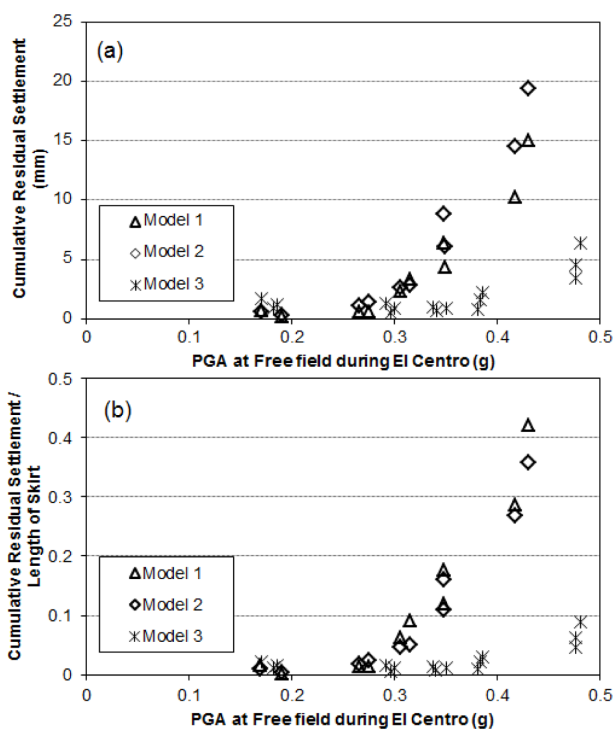 (a)
Cumulative Residual Settlement
(mm)
25
20
15
10
5
0
Model 1
Model 2
Model 3
0
0.1
0.2
0.3
0.4
0.5
PGA at Free field during El Centro (g)
(b)
Cumulative Residual Settlement /
Length of Skirt
0.5
0.4
0.3
0.2
0.1
0
Model 1
Model 2
Model 3
0
0.1
0.2
0.3
0.4
0.5
PGA at Free field during El Centro (g)